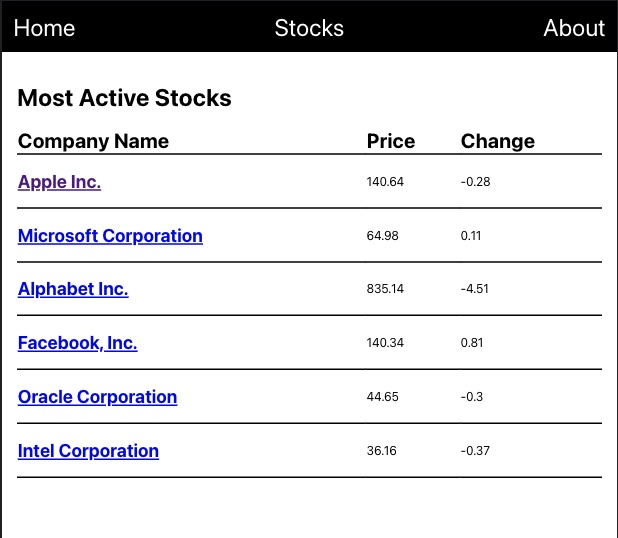 Home Stocks About
Most Active Stocks
Company Name Price Change
Apple Inc. 140.64 -0.28
Microsoft Corporation 64.98 0.11
Alphabet Inc. 835.14 -4.51
Facebook, Inc. 140.34 0.81
Oracle Corporation 44.65 -0.3
Intel Corporation 36.16 -0.37